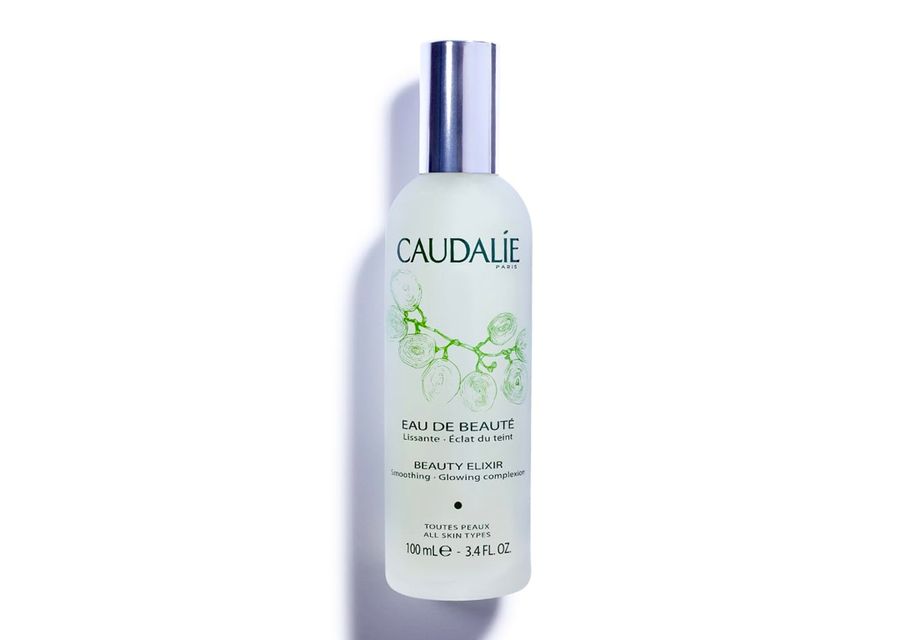 CAUDALÍE
PARIS
EAU DE BEAUTÉ
Lissante · Éclat du teint
BEAUTY ELIXIR
Smoothing · Glowing complexion
TOUTES PEAUX
ALL SKIN TYPES
100 mL ℮ - 3.4 FL. OZ.